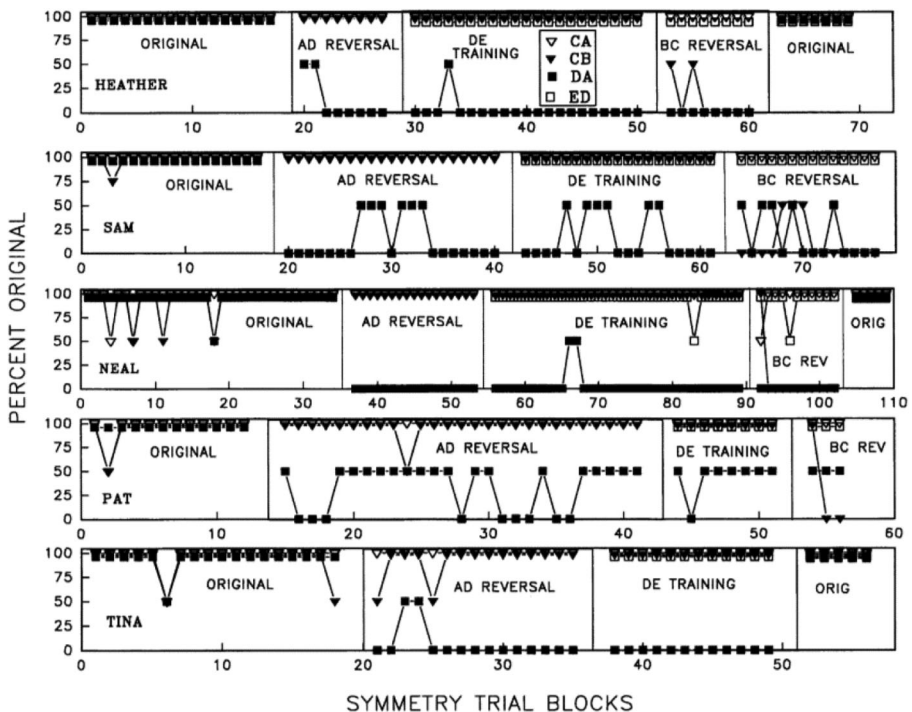 PERCENT ORIGINAL
100
75
50
25
0
ORIGINAL
AD REVERSAL
DE
TRAINING
BC REVERSAL
ORIGINAL
HEATHER
CA
CB
DA
ED
0 10 20 30 40 50 60 70
100
75
50
25
0
ORIGINAL
AD REVERSAL
DE TRAINING
BC REVERSAL
SAM
0 10 20 30 40 50 60 70
100
75
50
25
0
ORIGINAL
AD REVERSAL
DE TRAINING
BC REV
ORIG
NEAL
0 10 20 30 40 50 60 70 80 90 100 110
100
75
50
25
0
ORIGINAL
AD REVERSAL
DE TRAINING
BC REV
PAT
0 10 20 30 40 50 60
100
75
50
25
0
ORIGINAL
AD REVERSAL
DE TRAINING
ORIG
TINA
0 10 20 30 40 50
SYMMETRY TRIAL BLOCKS